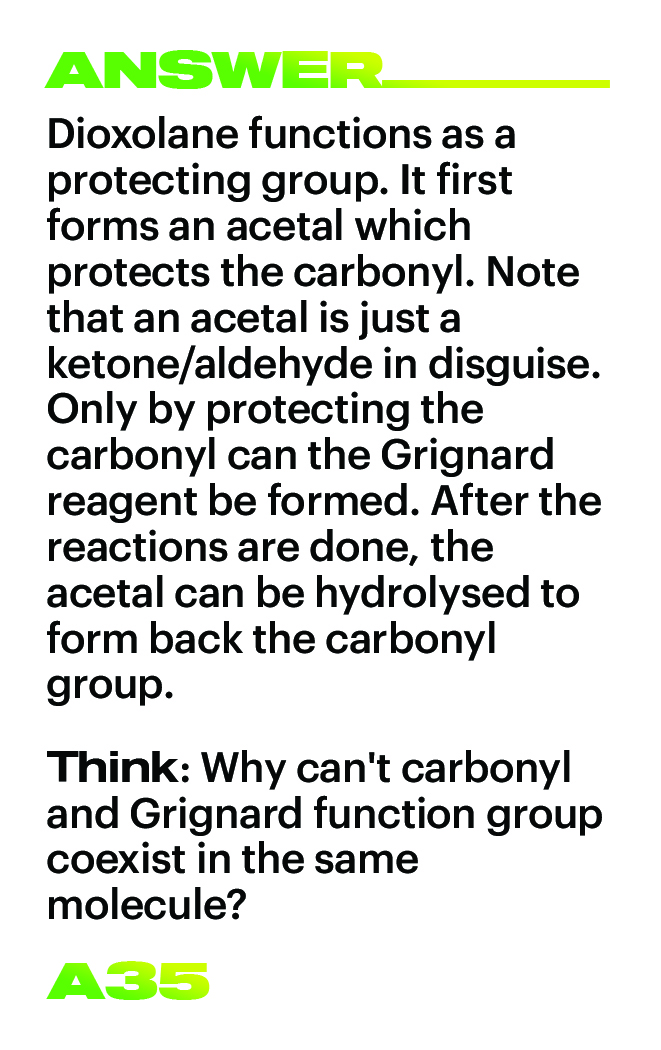 ANSWER
Dioxolane functions as a
protecting group. It first
forms an acetal which
protects the carbonyl. Note
that an acetal is just a
ketone/aldehyde in disguise.
Only by protecting the
carbonyl can the Grignard
reagent be formed. After the
reactions are done, the
acetal can be hydrolysed to
form back the carbonyl
group.
Think: Why can't carbonyl
and Grignard function group
coexist in the same
molecule?
A35